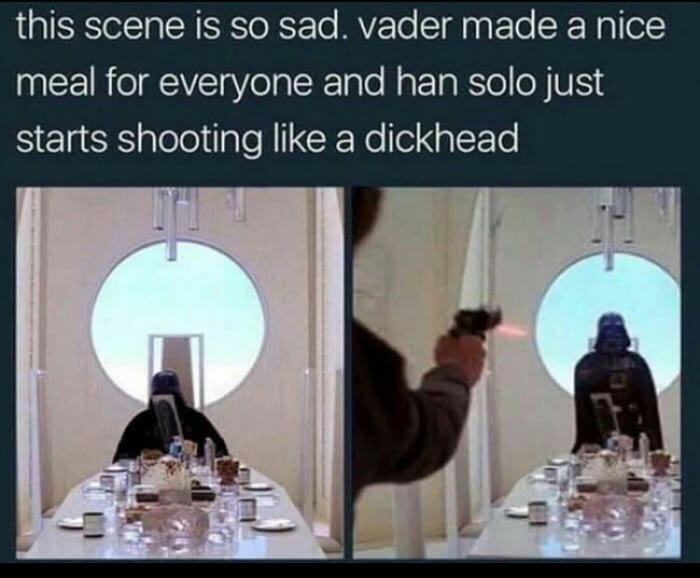 this scene is so sad. vader made a nice
meal for everyone and han solo just
starts shooting like a dickhead